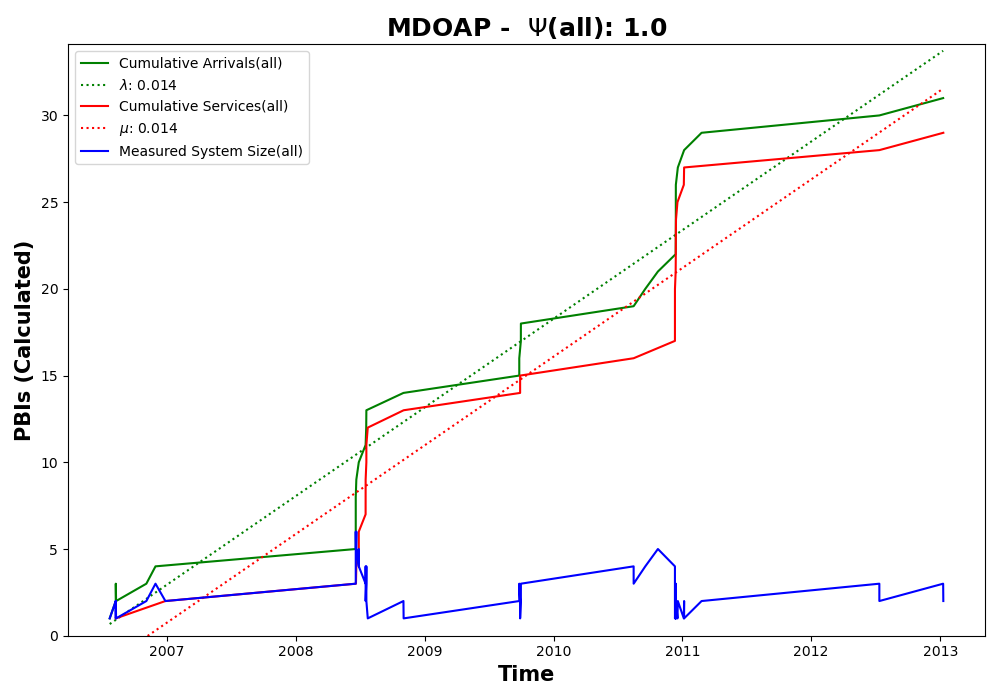 MDOAP -  Ψ(all): 1.0
Cumulative Arrivals(all)
λ: 0.014
Cumulative Services(all)
μ: 0.014
Measured System Size(all)
PBIs (Calculated)
30
25
20
15
10
5
0
2007 2008 2009 2010 2011 2012 2013
Time